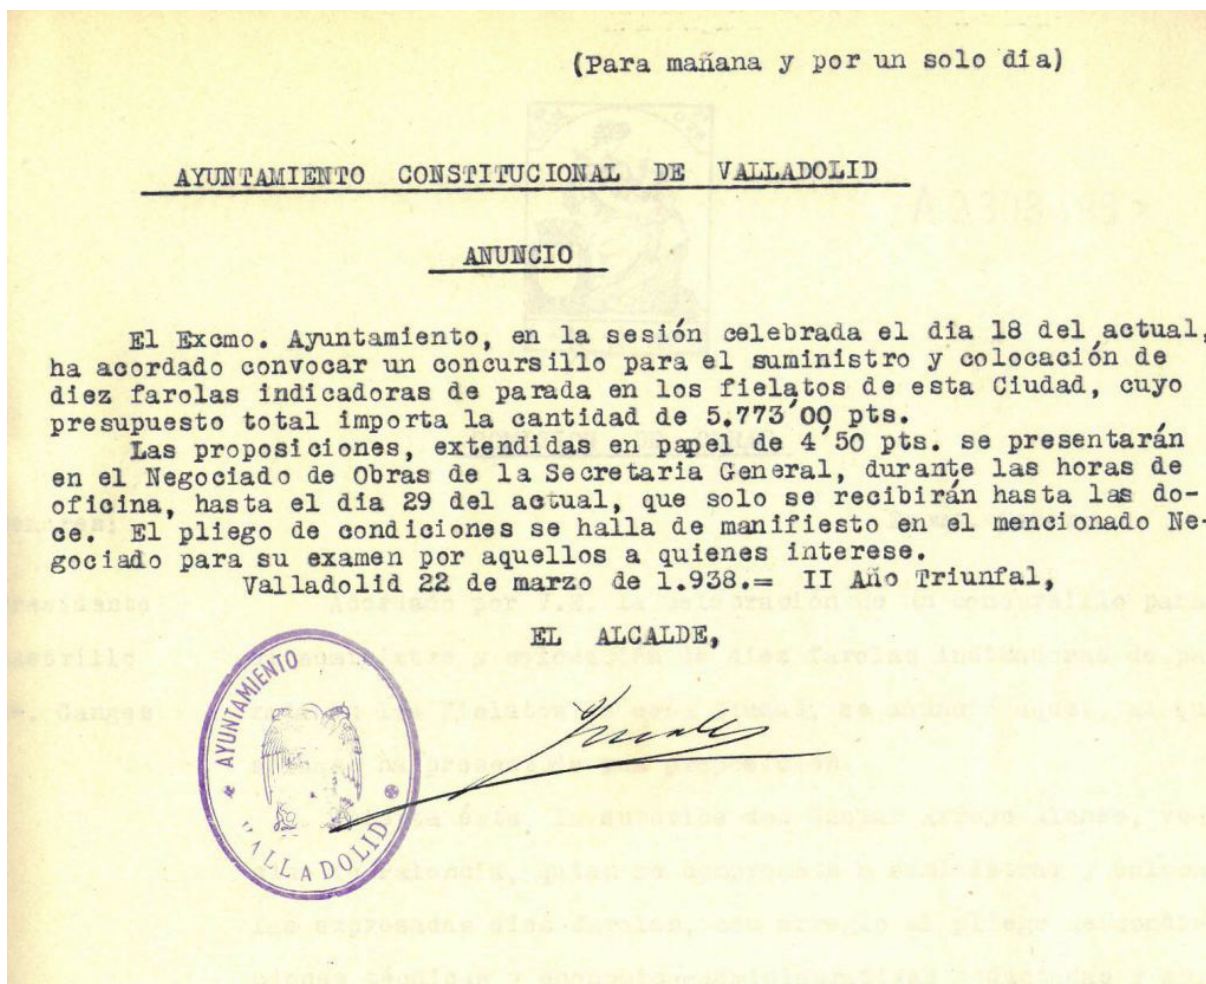 (Para mañana y por un solo dia)
AYUNTAMIENTO CONSTITUCIONAL DE VALLADOLID
ANUNCIO
El Excmo. Ayuntamiento, en la sesión celebrada el dia 18 del actual,
ha acordado convocar un concursillo para el suministro y colocación de
diez farolas indicadoras de parada en los fielatos de esta Ciudad, cuyo
presupuesto total importa la cantidad de 5.773'00 pts.
Las proposiciones, extendidas en papel de 4'50 pts. se presentarán
en el Negociado de Obras de la Secretaria General, durante las horas de
oficina, hasta el dia 29 del actual, que solo se recibirán hasta las do-
ce. El pliego de condiciones se halla de manifiesto en el mencionado Ne-
gociado para su examen por aquellos a quienes interese.
Valladolid 22 de marzo de 1.938.= II Año Triunfal,
EL ALCALDE,
AYUNTAMIENTO
VALLADOLID